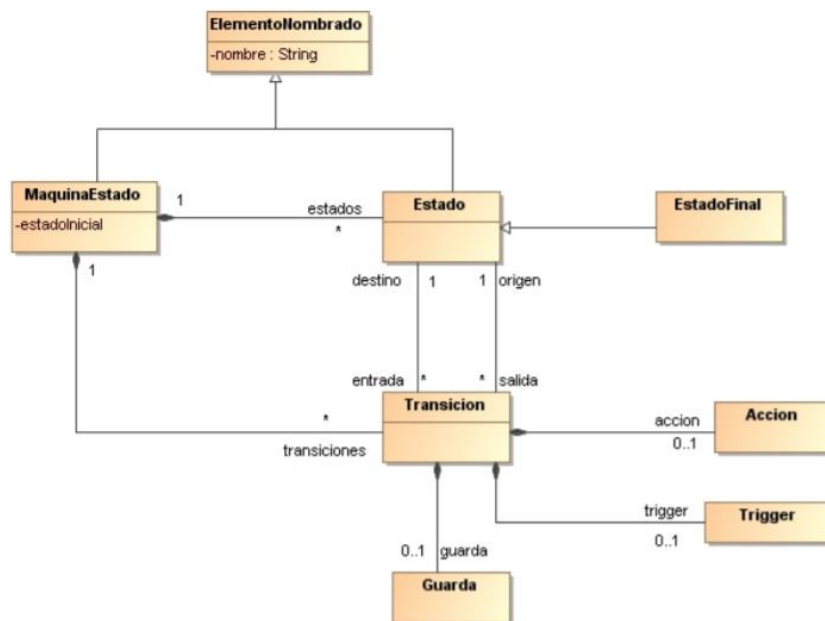 ElementoNombrado
-nombre : String
MaquinaEstado
-estadoInicial
1
estados
*
Estado
EstadoFinal
1
destino
1
1
origen
entrada
*
*
salida
*
transiciones
Transicion
accion
0..1
Accion
trigger
0..1
Trigger
0..1
guarda
Guarda